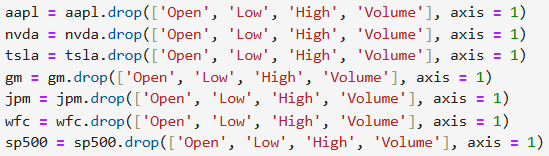 aapl = aapl.drop(['Open', 'Low', 'High', 'Volume'], axis = 1)
nvda = nvda.drop(['Open', 'Low', 'High', 'Volume'], axis = 1)
tsla = tsla.drop(['Open', 'Low', 'High', 'Volume'], axis = 1)
gm = gm.drop(['Open', 'Low', 'High', 'Volume'], axis = 1)
jpm = jpm.drop(['Open', 'Low', 'High', 'Volume'], axis = 1)
wfc = wfc.drop(['Open', 'Low', 'High', 'Volume'], axis = 1)
sp500 = sp500.drop(['Open', 'Low', 'High', 'Volume'], axis = 1)